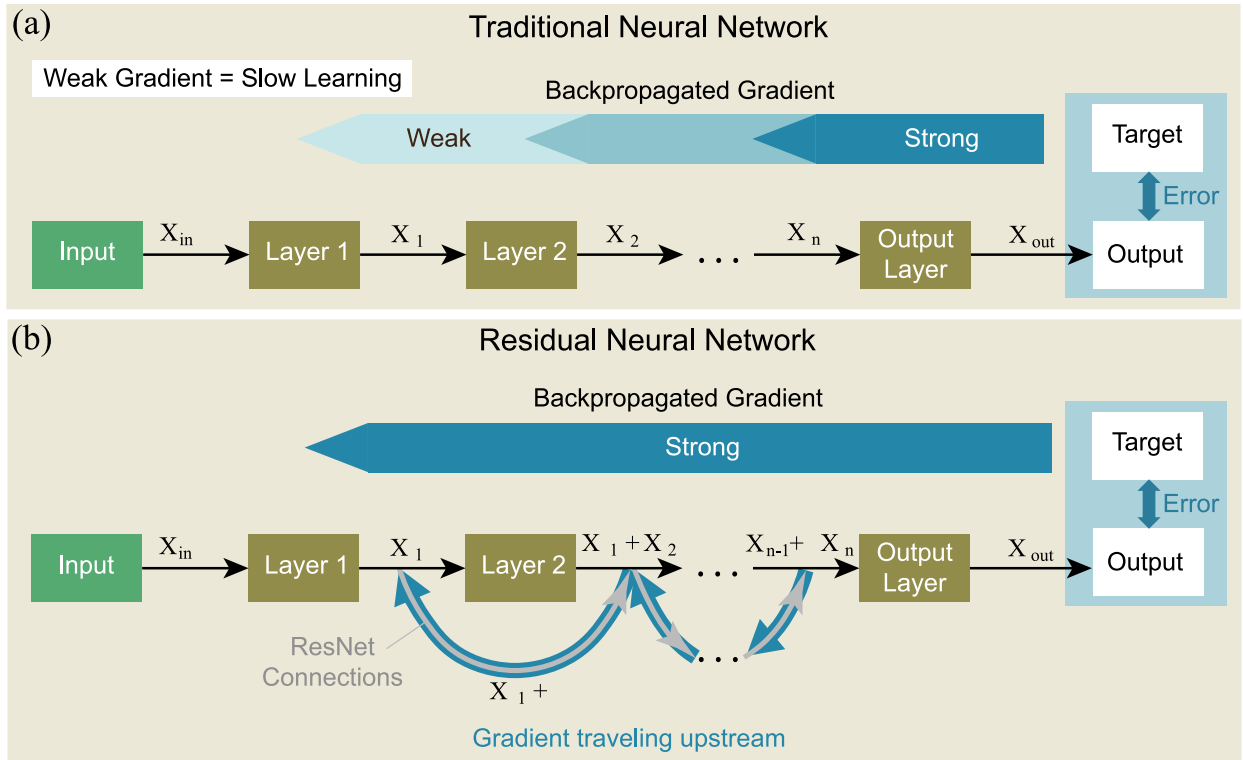 (a)
Traditional Neural Network
Weak Gradient = Slow Learning
Backpropagated Gradient
Weak
Strong
Target
Error
Input
X in
Layer 1
X 1
Layer 2
X 2
. . .
X n
Output
Layer
X out
Output
(b)
Residual Neural Network
Backpropagated Gradient
Strong
Target
Error
Input
X in
Layer 1
X 1
Layer 2
X 1 + X 2
. . .
X n-1 + X n
Output
Layer
X out
Output
ResNet
Connections
. . .
X 1 +
Gradient traveling upstream